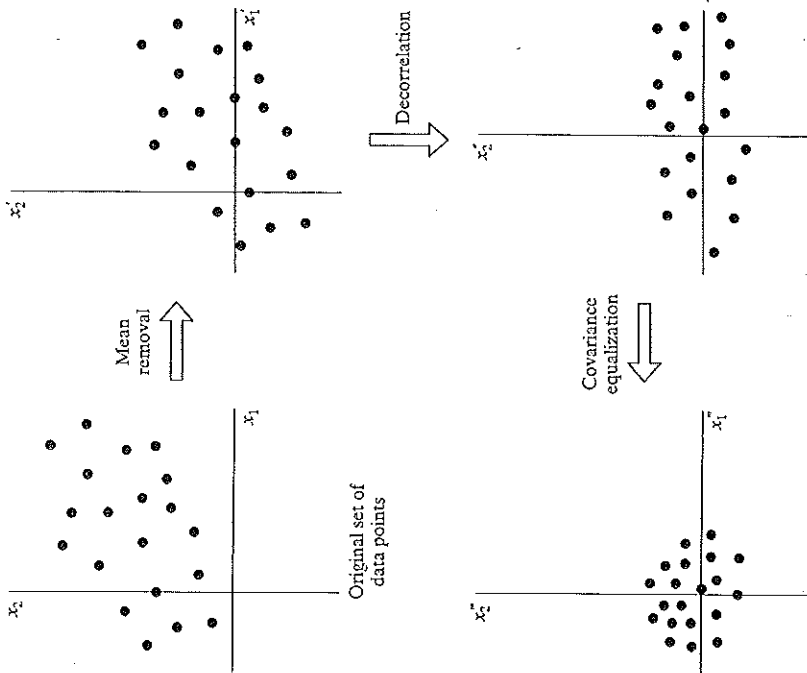 x₂
x₁
Original set of
data points
Mean
removal
x₂′
x₁′
Decorrelation
x₂″
Covariance
equalization
x₂‴
x₁‴